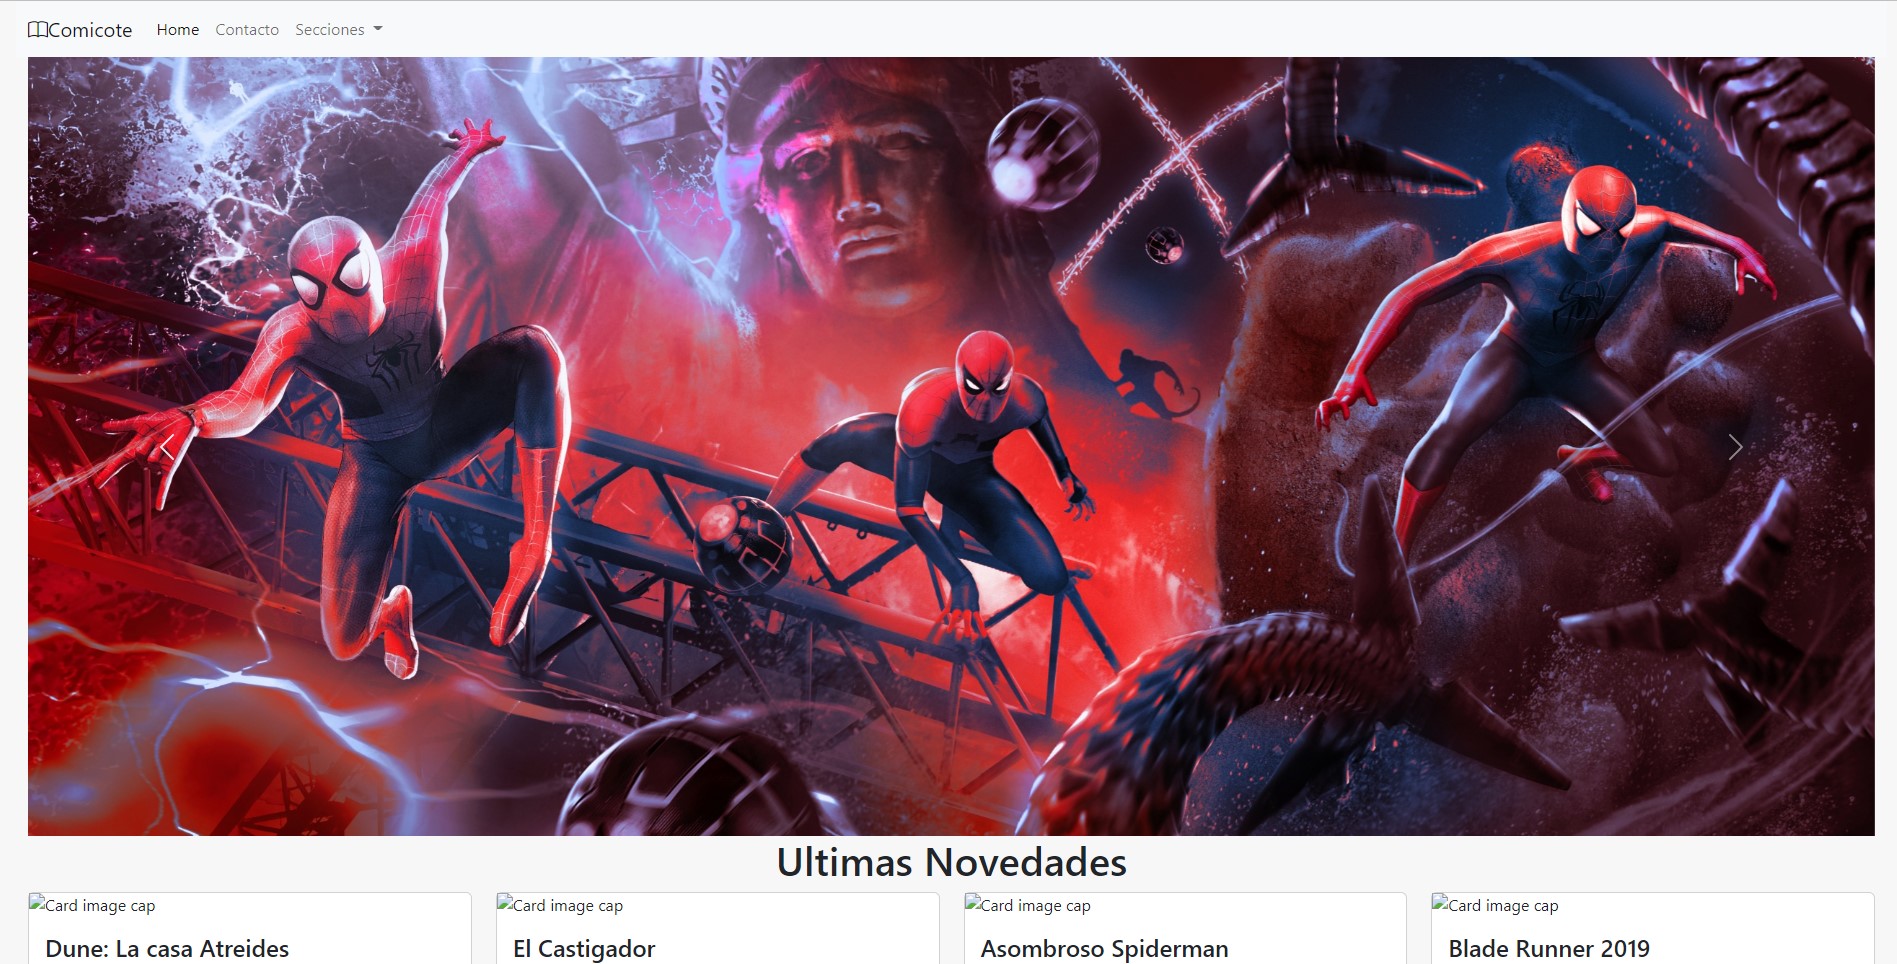 Comicote Home Contacto Secciones
Ultimas Novedades
Card image cap Card image cap Card image cap Card image cap
Dune: La casa Atreides El Castigador Asombroso Spiderman Blade Runner 2019